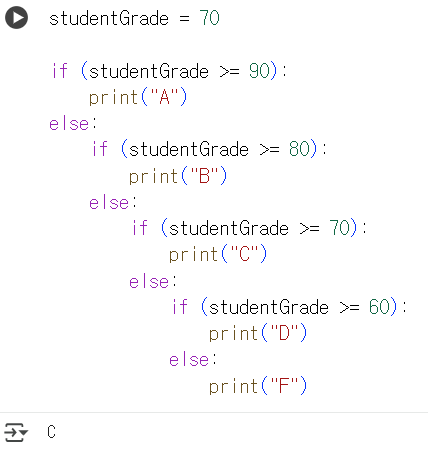 studentGrade = 70
if (studentGrade >= 90):
    print("A")
else:
    if (studentGrade >= 80):
        print("B")
    else:
        if (studentGrade >= 70):
            print("C")
        else:
            if (studentGrade >= 60):
                print("D")
            else:
                print("F")
C